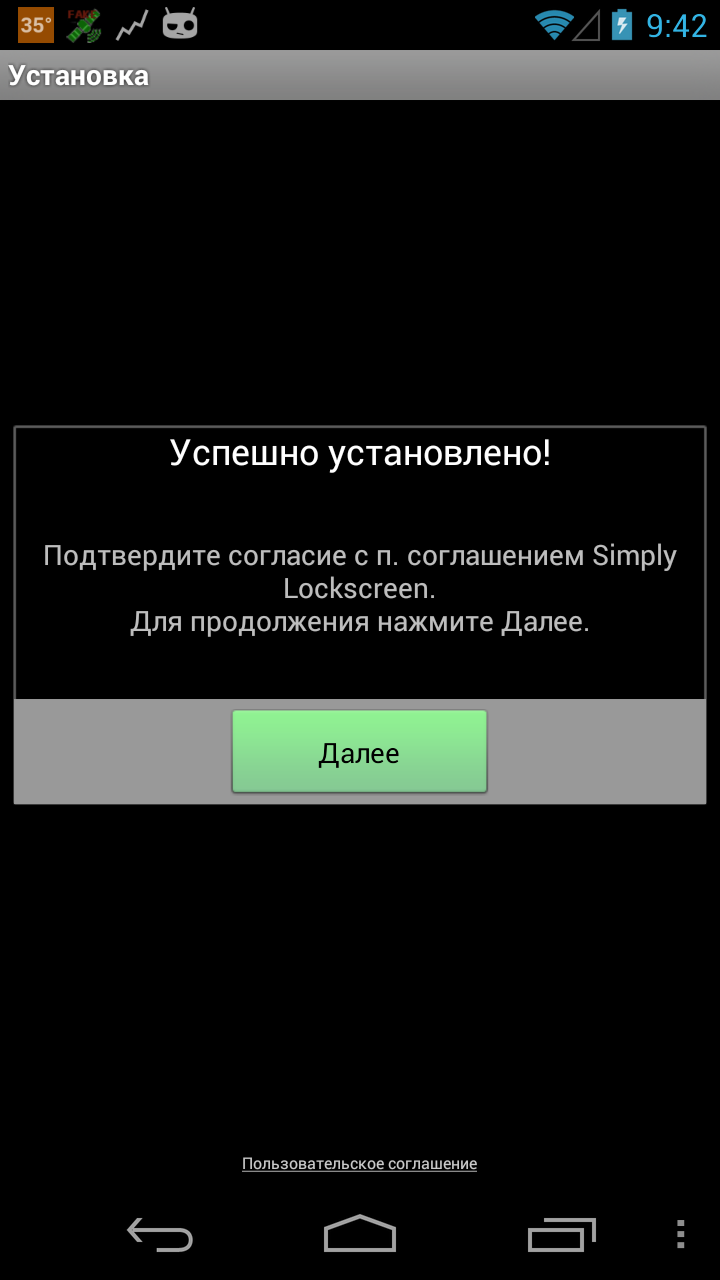 35°
FAKE
9:42
Установка
Успешно установлено!
Подтвердите согласие с п. соглашением Simply
Lockscreen.
Для продолжения нажмите Далее.
Далее
Пользовательское соглашение